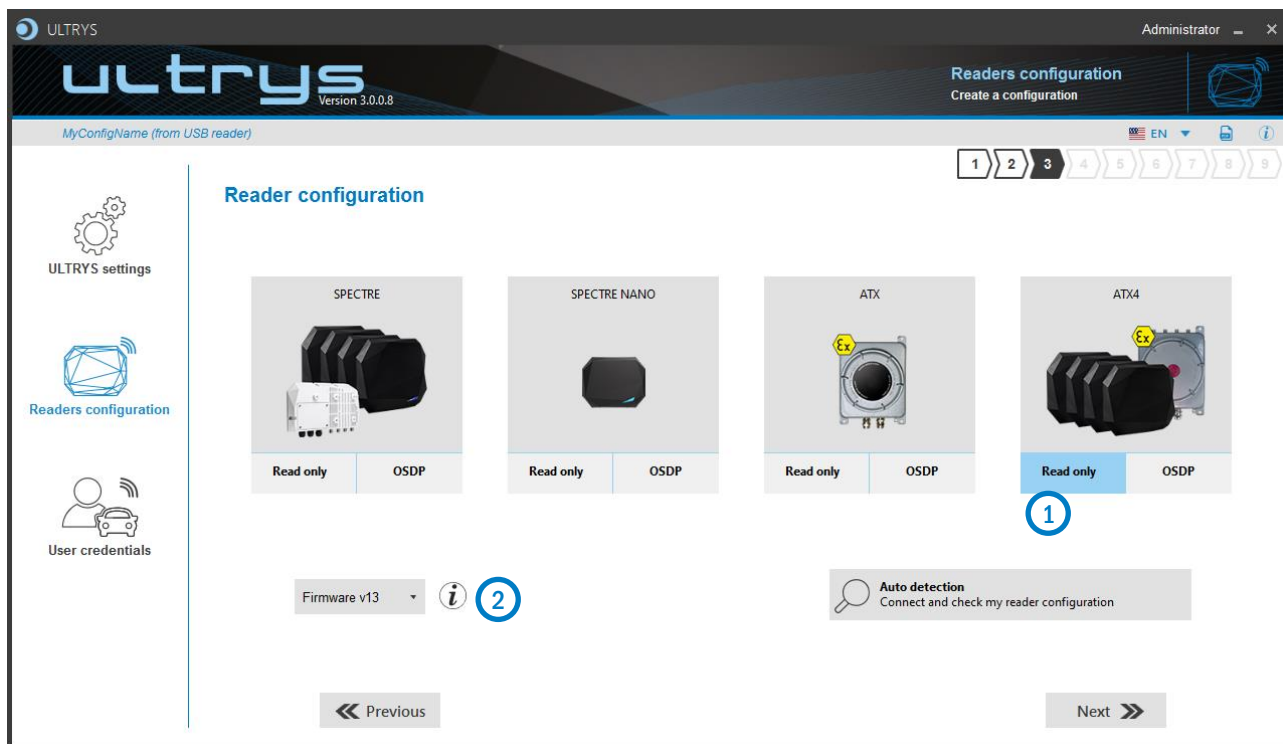 ULTRYS
Administrator
ultrys
Version 3.0.0.8
Readers configuration
Create a configuration
MyConfigName (from USB reader)
EN
1 2 3 4 5 6 7 8 9
Reader configuration
ULTRYS settings
Readers configuration
User credentials
SPECTRE
SPECTRE NANO
ATX
ATX4
Ex
Ex
Read only OSDP
Read only OSDP
Read only OSDP
Read only OSDP
1
Firmware v13
i
2
Auto detection
Connect and check my reader configuration
Previous
Next